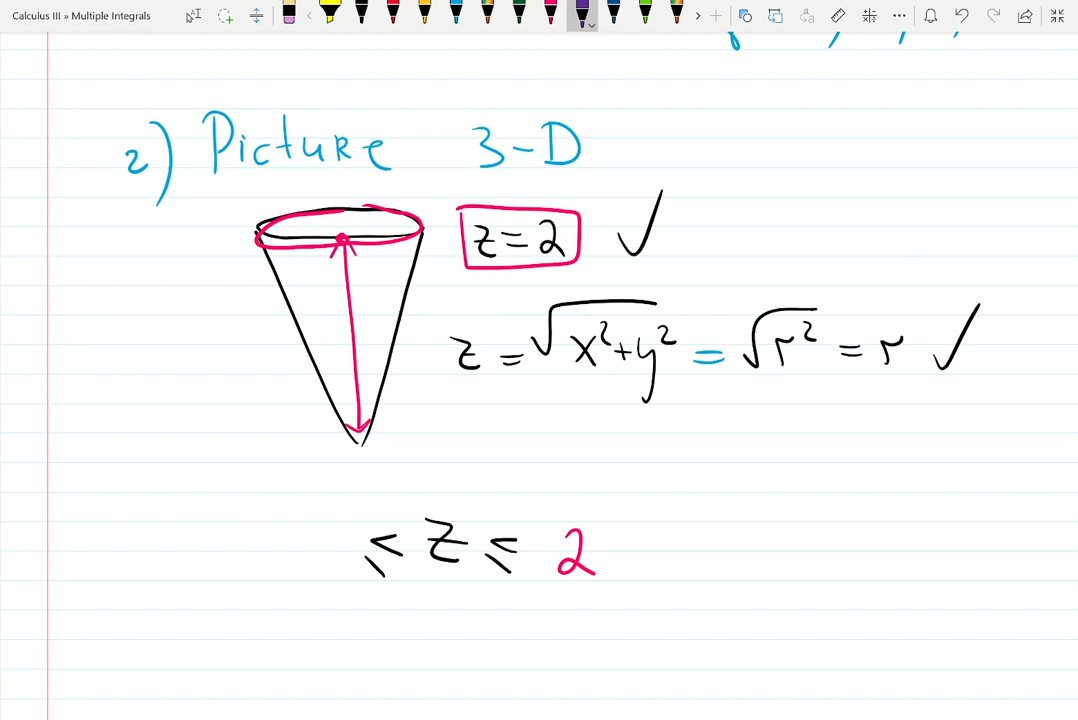 Calculus III » Multiple Integrals
2) Picture 3-D
z = 2 ✓
z = √x²+y² = √r² = r ✓
≤ z ≤ 2